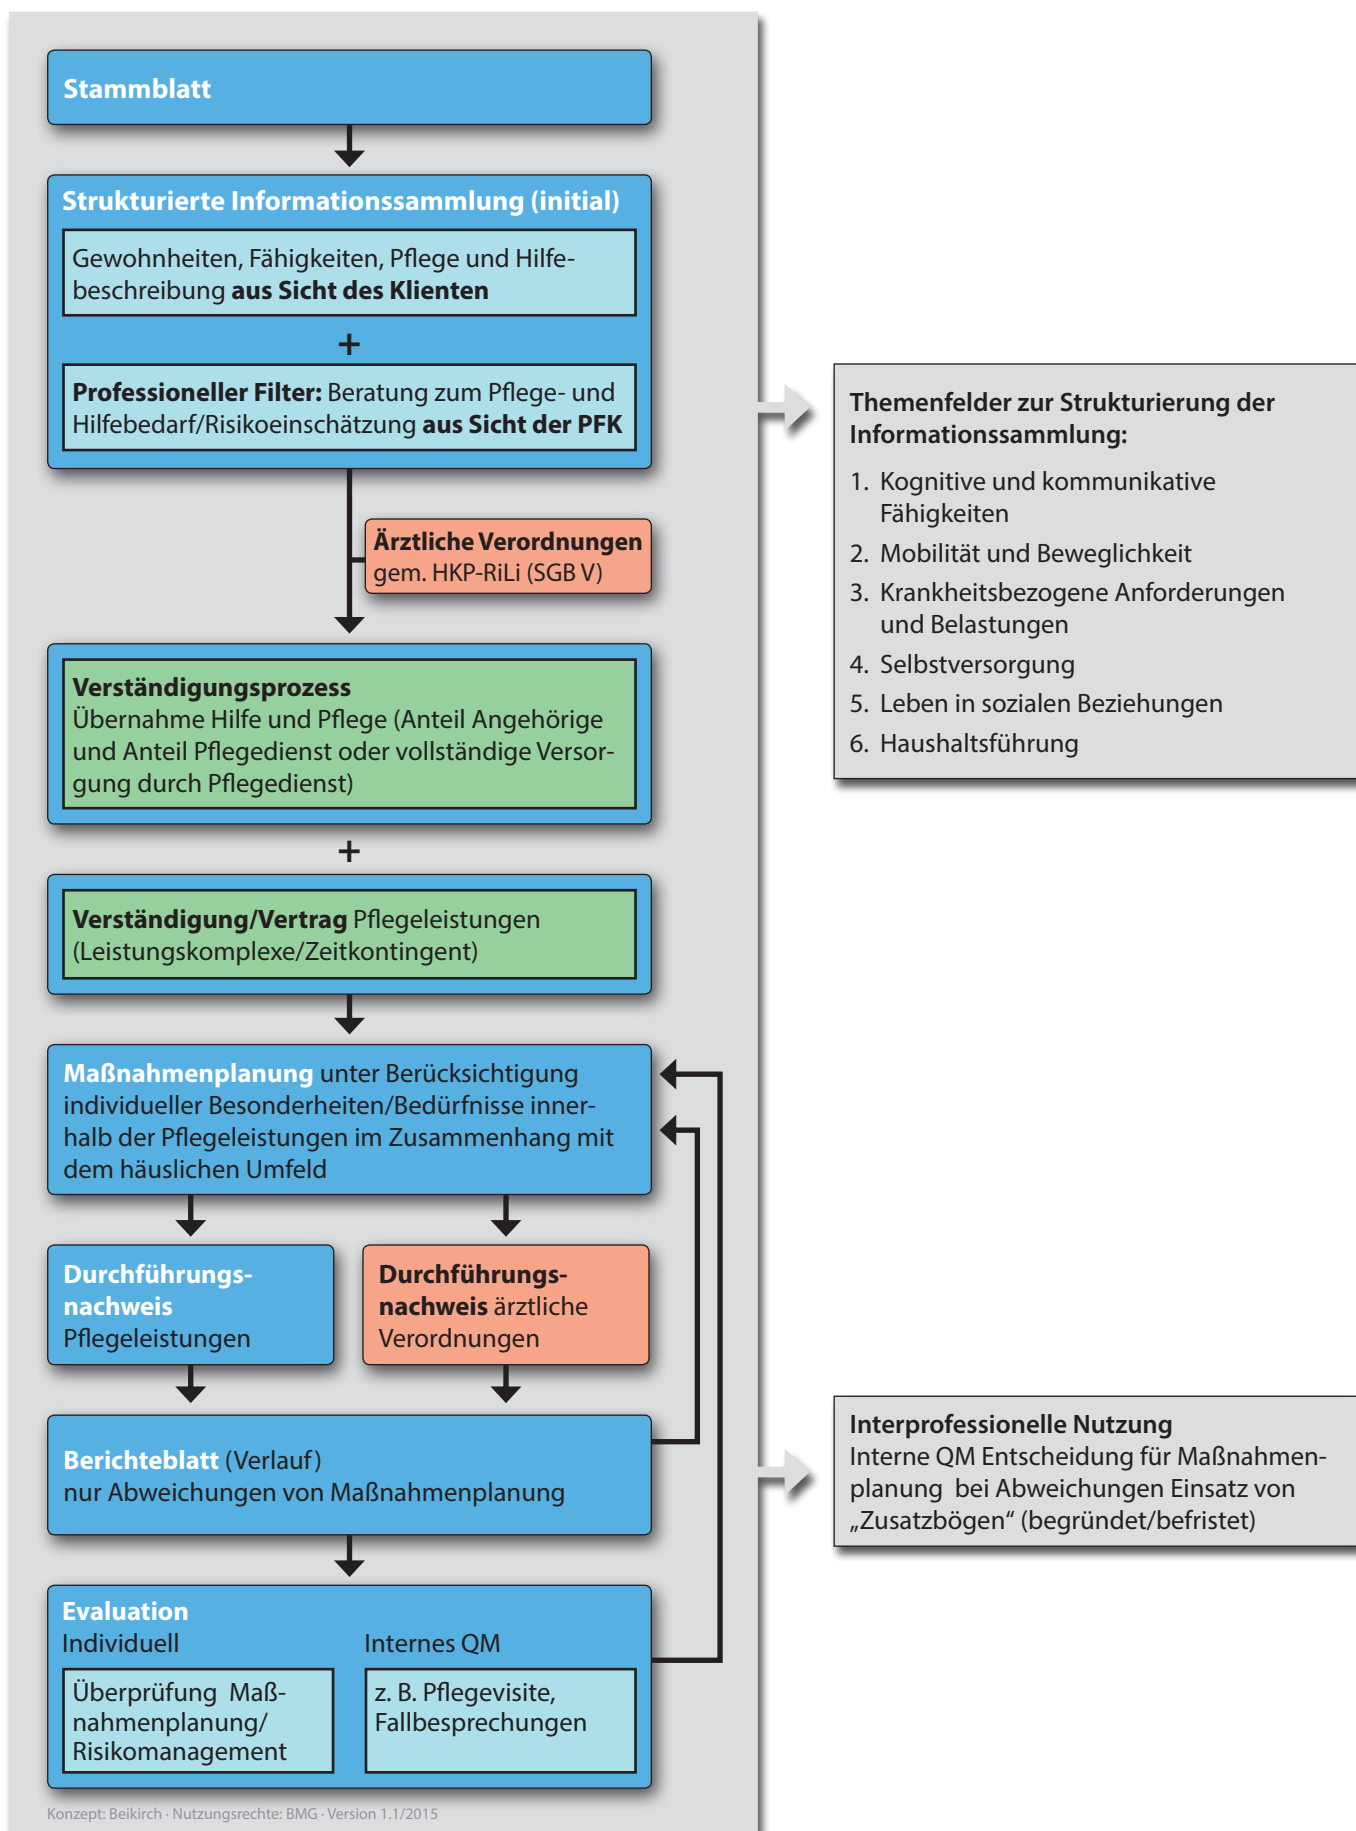 Stammblatt
Strukturierte Informationssammlung (initial)
Gewohnheiten, Fähigkeiten, Pflege und Hilfe-
beschreibung aus Sicht des Klienten
+
Professioneller Filter: Beratung zum Pflege- und
Hilfebedarf/Risikoeinschätzung aus Sicht der PFK
Ärztliche Verordnungen
gem. HKP-RiLi (SGB V)
Verständigungsprozess
Übernahme Hilfe und Pflege (Anteil Angehörige
und Anteil Pflegedienst oder vollständige Versor-
gung durch Pflegedienst)
+
Verständigung/Vertrag Pflegeleistungen
(Leistungskomplexe/Zeitkontingent)
Maßnahmenplanung unter Berücksichtigung
individueller Besonderheiten/Bedürfnisse inner-
halb der Pflegeleistungen im Zusammenhang mit
dem häuslichen Umfeld
Durchführungs-
nachweis
Pflegeleistungen
Durchführungs-
nachweis ärztliche
Verordnungen
Berichteblatt (Verlauf)
nur Abweichungen von Maßnahmenplanung
Evaluation
Individuell
Überprüfung Maß-
nahmenplanung/
Risikomanagement
Internes QM
z. B. Pflegevisite,
Fallbesprechungen
Konzept: Beikirch · Nutzungsrechte: BMG · Version 1.1/2015
Themenfelder zur Strukturierung der
Informationssammlung:
1. Kognitive und kommunikative
Fähigkeiten
2. Mobilität und Beweglichkeit
3. Krankheitsbezogene Anforderungen
und Belastungen
4. Selbstversorgung
5. Leben in sozialen Beziehungen
6. Haushaltsführung
Interprofessionelle Nutzung
Interne QM Entscheidung für Maßnahmen-
planung bei Abweichungen Einsatz von
„Zusatzbögen“ (begründet/befristet)